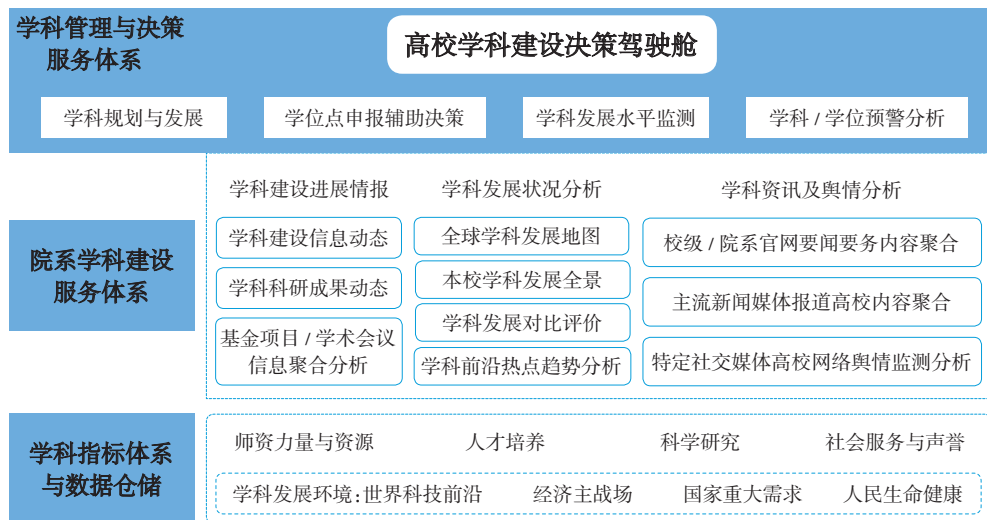 学科管理与决策
服务体系
高校学科建设决策驾驶舱
学科规划与发展
学位点申报辅助决策
学科发展水平监测
学科 / 学位预警分析
院系学科建设
服务体系
学科建设进展情报
学科建设信息动态
学科科研成果动态
基金项目 / 学术会议
信息聚合分析
学科发展状况分析
全球学科发展地图
本校学科发展全景
学科发展对比评价
学科前沿热点趋势分析
学科资讯及舆情分析
校级 / 院系官网要闻要务内容聚合
主流新闻媒体报道高校内容聚合
特定社交媒体高校网络舆情监测分析
学科指标体系
与数据仓储
师资力量与资源
人才培养
科学研究
社会服务与声誉
学科发展环境:世界科技前沿
经济主战场
国家重大需求
人民生命健康